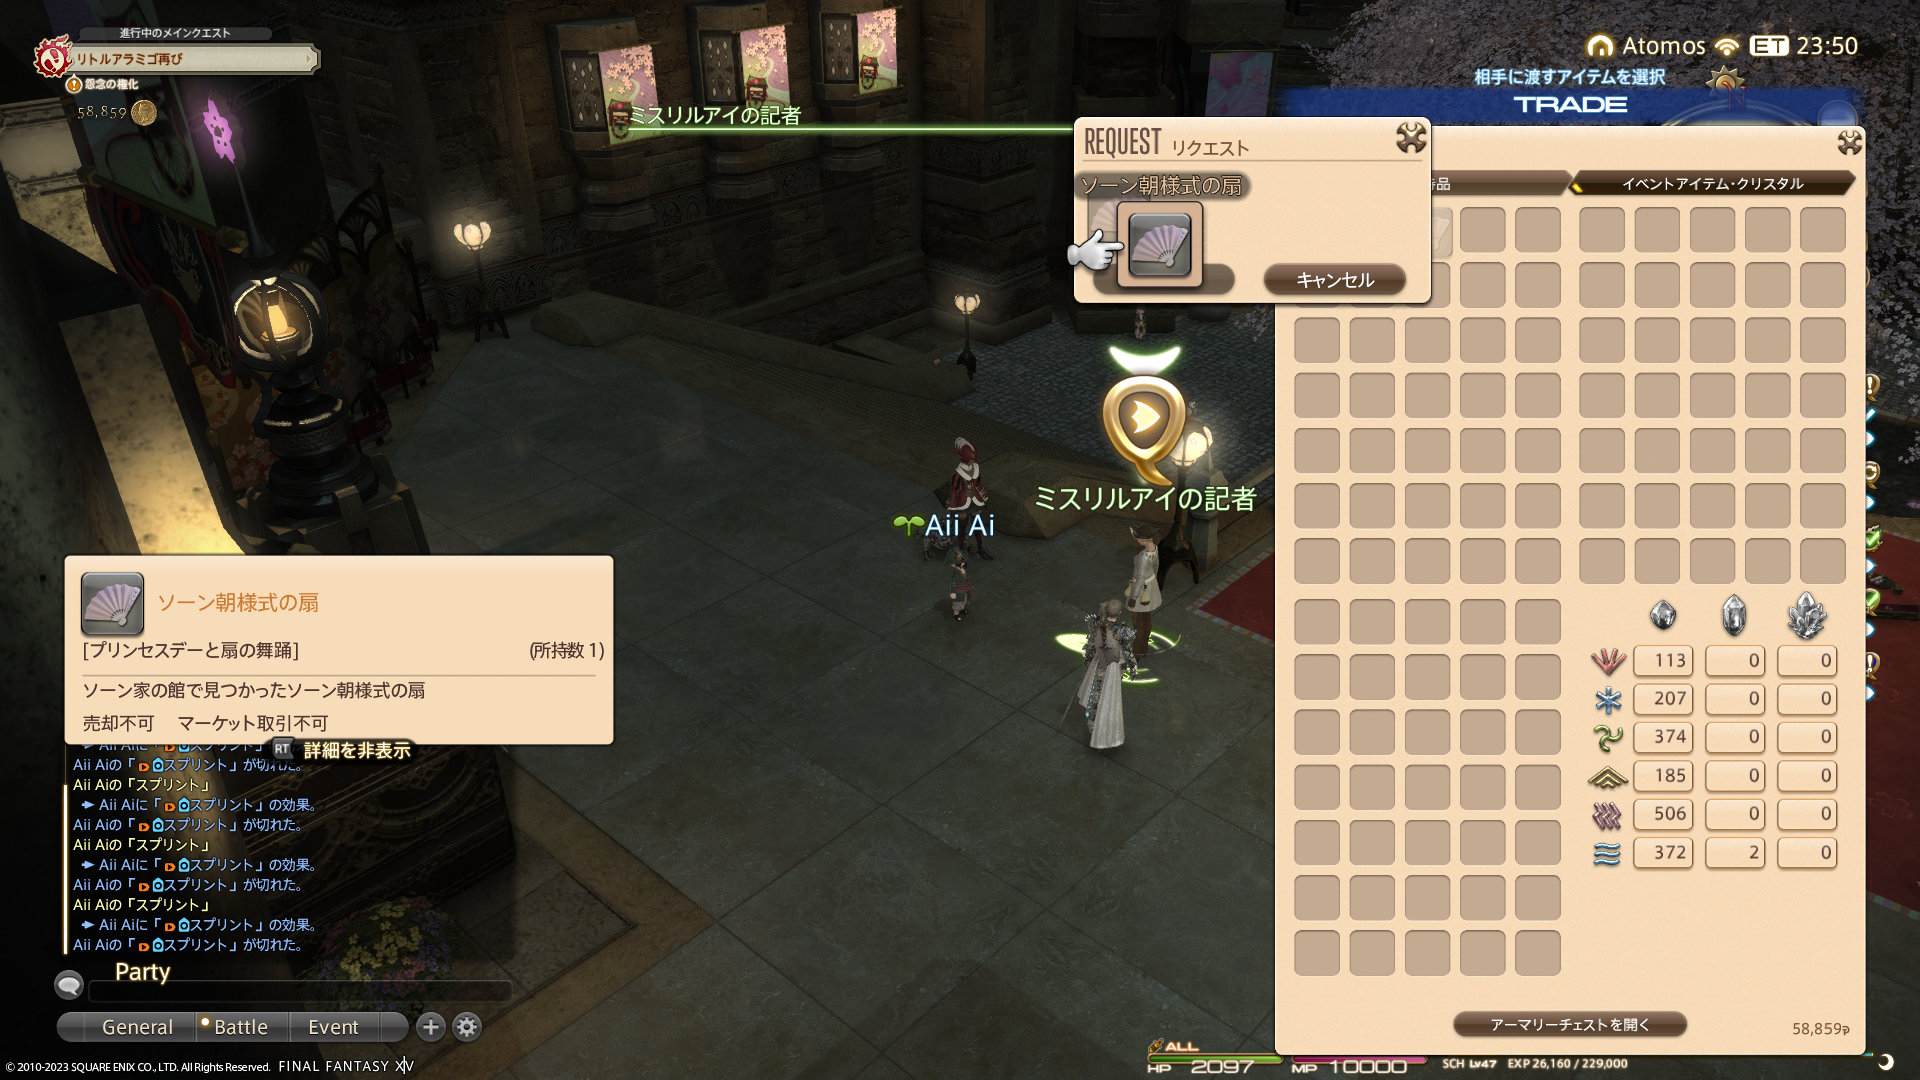 進行中のメインクエスト
リトルアラミゴ再び
怨念の権化
58,859
ミスリルアイの記者
Atomos ET 23:50
相手に渡すアイテムを選択
TRADE
REQUEST リクエスト
ソーン朝様式の扇
キャンセル
イベントアイテム・クリスタル
ミスリルアイの記者
Aii Ai
ソーン朝様式の扇
[プリンセスデーと扇の舞踊] (所持数 1)
ソーン家の館で見つかったソーン朝様式の扇
売却不可 マーケット取引不可
RT 詳細を非表示
Aii Aiの「スプリント」が切れた。
Aii Aiの「スプリント」
Aii Aiに「スプリント」の効果。
Aii Aiの「スプリント」が切れた。
Aii Aiの「スプリント」
Aii Aiに「スプリント」の効果。
Aii Aiの「スプリント」が切れた。
Aii Aiの「スプリント」
Aii Aiに「スプリント」の効果。
Aii Aiの「スプリント」が切れた。
Party
General Battle Event
113 0 0
207 0 0
374 0 0
185 0 0
506 0 0
372 2 0
アーマリーチェストを開く
58,859
ALL
HP 2097 MP 10000 SCH Lv47 EXP 26,160 / 229,000
© 2010-2023 SQUARE ENIX CO., LTD. All Rights Reserved. FINAL FANTASY XIV